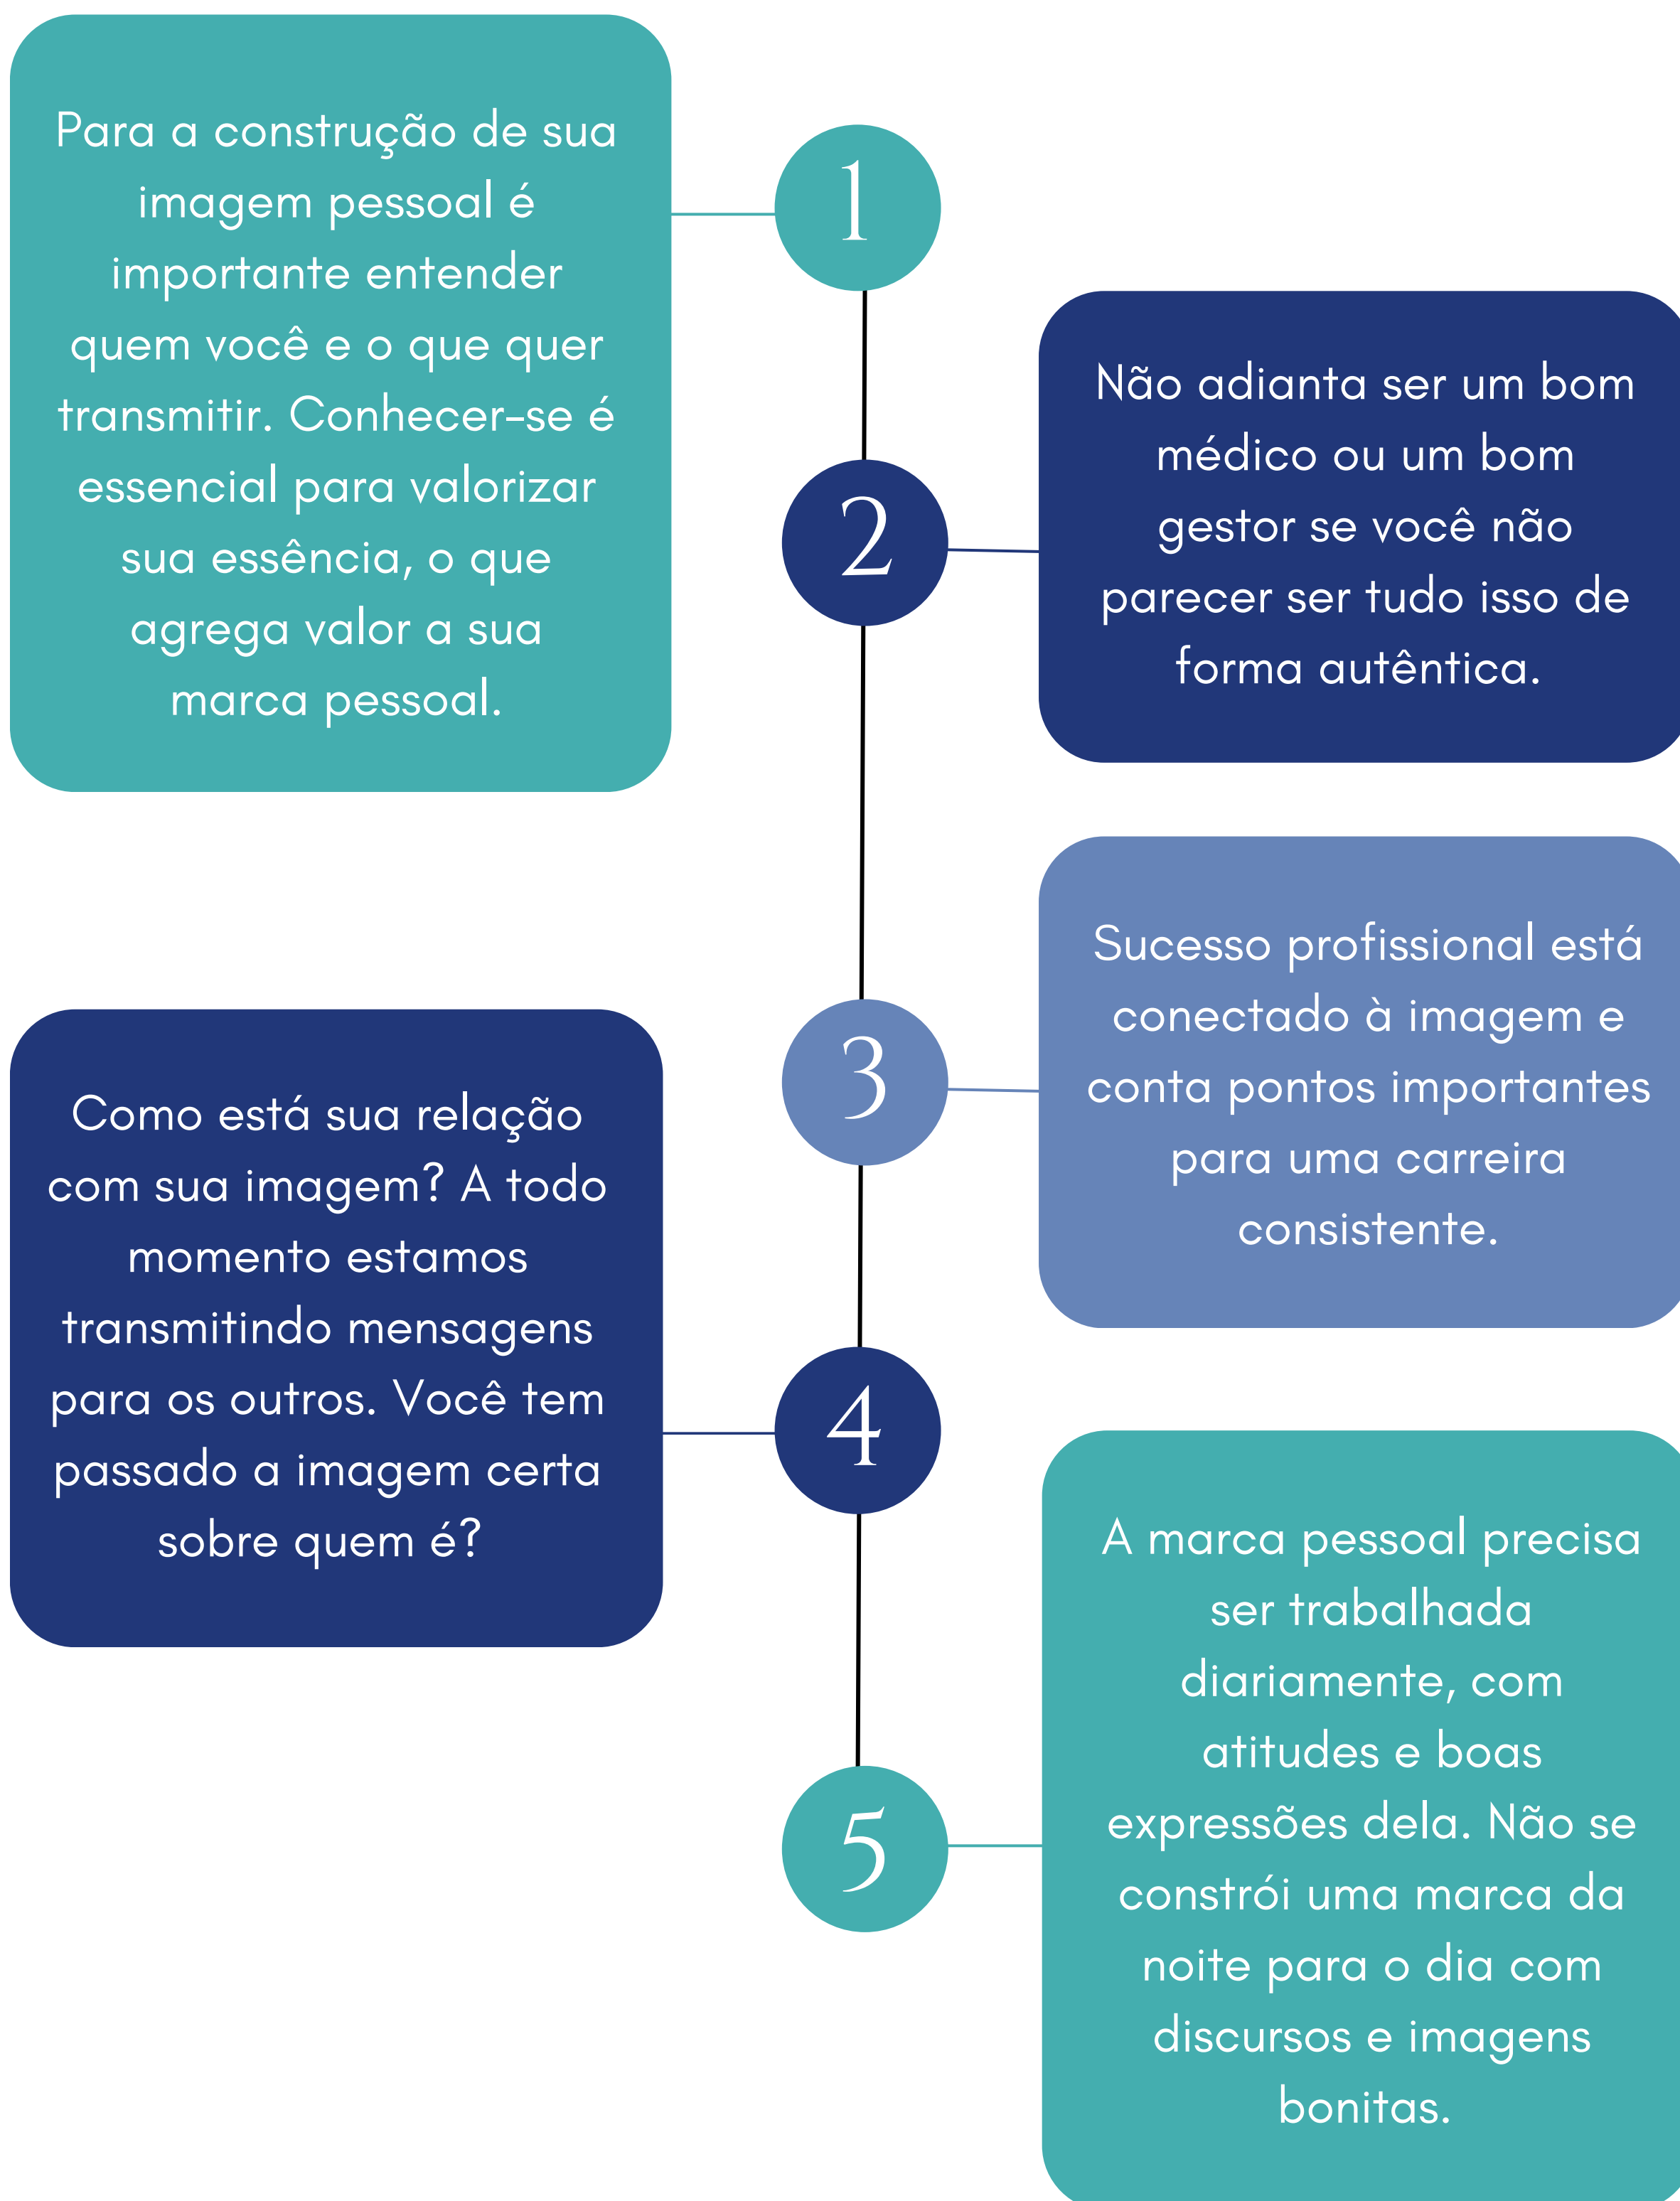 1
Para a construção de sua
imagem pessoal é
importante entender
quem você e o que quer
transmitir. Conhecer-se é
essencial para valorizar
sua essência, o que
agrega valor a sua
marca pessoal.
2
Não adianta ser um bom
médico ou um bom
gestor se você não
parecer ser tudo isso de
forma autêntica.
3
Sucesso profissional está
conectado à imagem e
conta pontos importantes
para uma carreira
consistente.
4
Como está sua relação
com sua imagem? A todo
momento estamos
transmitindo mensagens
para os outros. Você tem
passado a imagem certa
sobre quem é?
5
A marca pessoal precisa
ser trabalhada
diariamente, com
atitudes e boas
expressões dela. Não se
constrói uma marca da
noite para o dia com
discursos e imagens
bonitas.